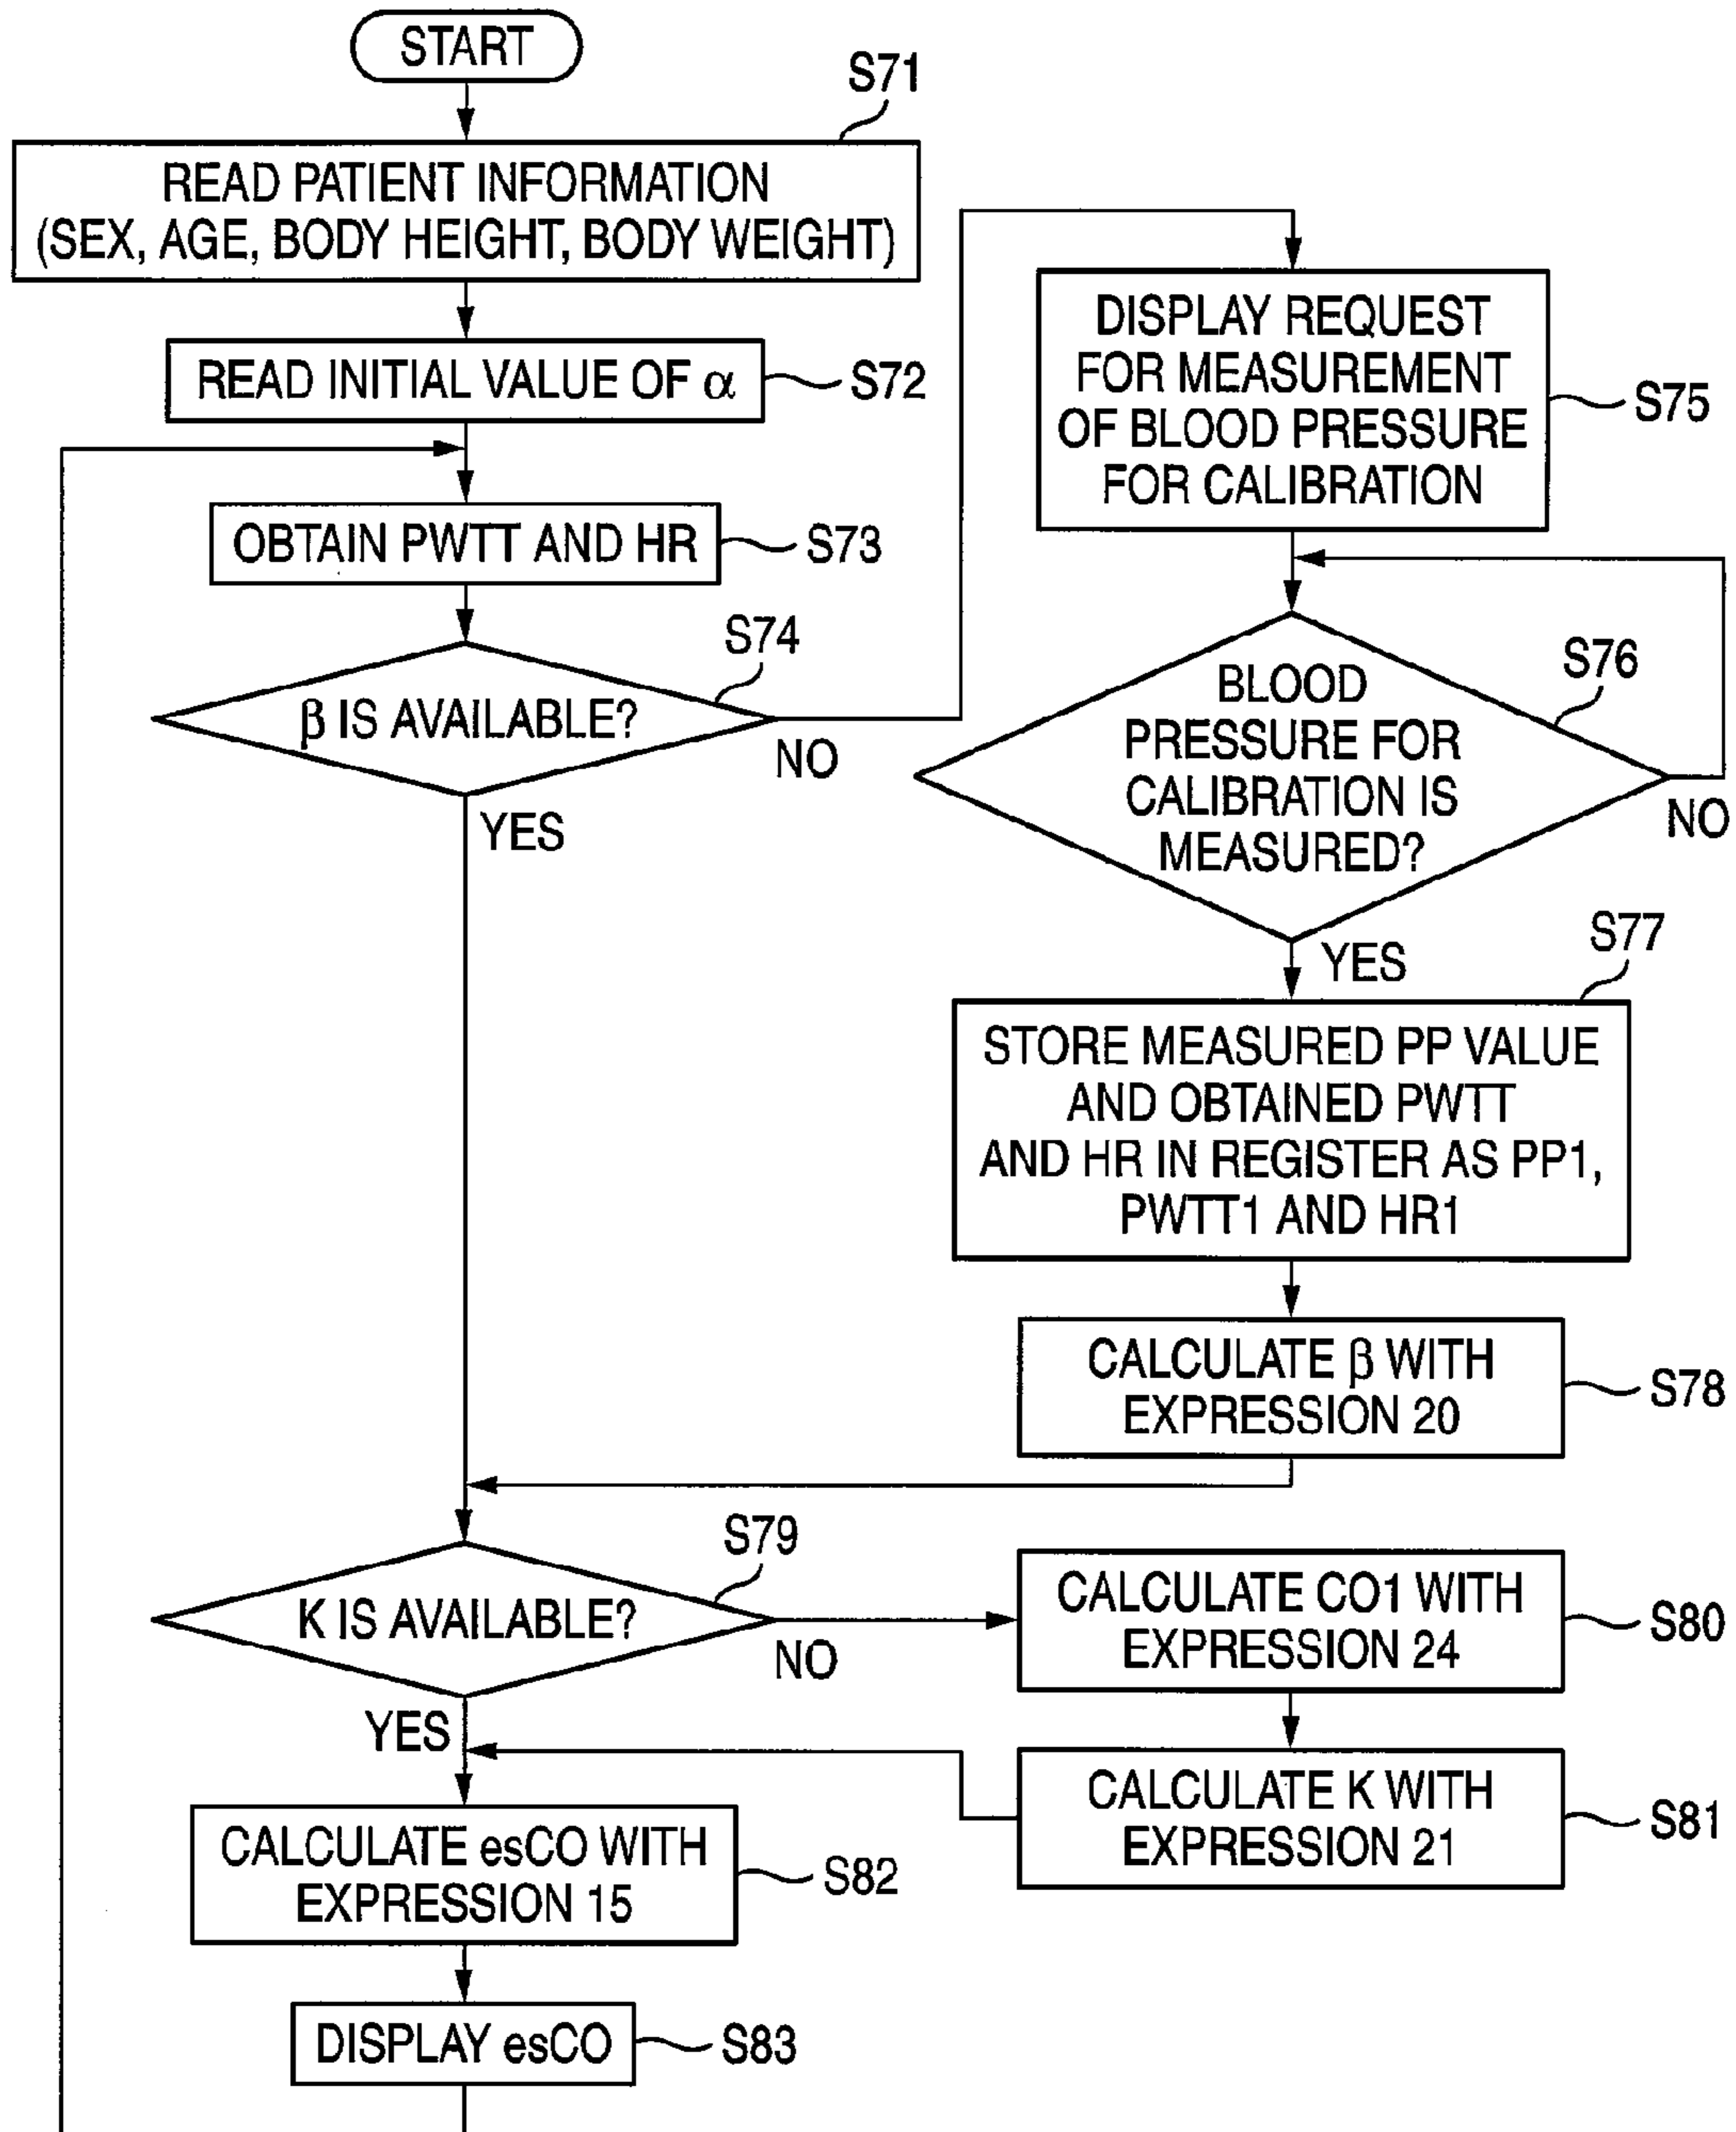 START
S71
READ PATIENT INFORMATION
(SEX, AGE, BODY HEIGHT, BODY WEIGHT)
READ INITIAL VALUE OF α
S72
OBTAIN PWTT AND HR
S73
S74
β IS AVAILABLE?
NO
YES
DISPLAY REQUEST
FOR MEASUREMENT
OF BLOOD PRESSURE
FOR CALIBRATION
S75
S76
BLOOD
PRESSURE FOR
CALIBRATION IS
MEASURED?
NO
YES
S77
STORE MEASURED PP VALUE
AND OBTAINED PWTT
AND HR IN REGISTER AS PP1,
PWTT1 AND HR1
CALCULATE β WITH
EXPRESSION 20
S78
S79
K IS AVAILABLE?
NO
YES
CALCULATE CO1 WITH
EXPRESSION 24
S80
CALCULATE K WITH
EXPRESSION 21
S81
CALCULATE esCO WITH
EXPRESSION 15
S82
DISPLAY esCO
S83